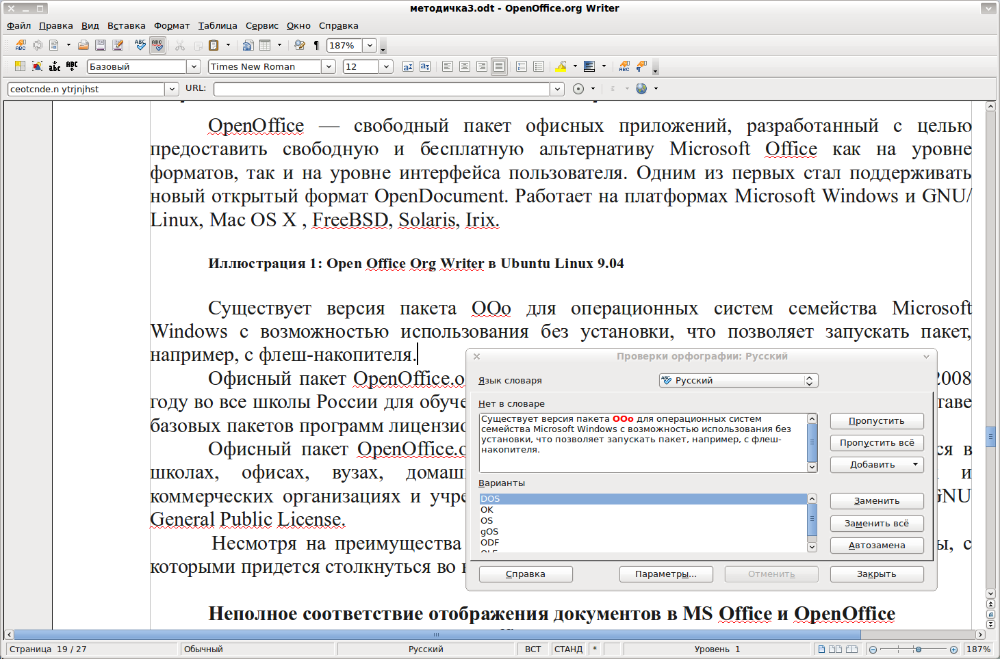 методичка3.odt - OpenOffice.org Writer
Файл Правка Вид Вставка Формат Таблица Сервис Окно Справка
187%
Базовый Times New Roman 12
ceotcnde.n ytrjnjhst URL:
OpenOffice — свободный пакет офисных приложений, разработанный с целью
предоставить свободную и бесплатную альтернативу Microsoft Office как на уровне
форматов, так и на уровне интерфейса пользователя. Одним из первых стал поддерживать
новый открытый формат OpenDocument. Работает на платформах Microsoft Windows и GNU/
Linux, Mac OS X , FreeBSD, Solaris, Irix.
Иллюстрация 1: Open Office Org Writer в Ubuntu Linux 9.04
Существует версия пакета OOo для операционных систем семейства Microsoft
Windows с возможностью использования без установки, что позволяет запускать пакет,
например, с флеш-накопителя.
Офисный пакет OpenOffice.o 2008
году во все школы России для обуче таве
базовых пакетов программ лицензио
Офисный пакет OpenOffice.o ся в
школах, офисах, вузах, домаш и
коммерческих организациях и учре GNU
General Public License.
Несмотря на преимущества ы, с
которыми придется столкнуться во
Неполное соответствие отображения документов в MS Office и OpenOffice
Проверки орфографии: Русский
Язык словаря Русский
Нет в словаре
Существует версия пакета OOo для операционных систем
семейства Microsoft Windows с возможностью использования без
установки, что позволяет запускать пакет, например, с флеш-
накопителя.
Пропустить
Пропустить всё
Добавить
Варианты
DOS
OK
OS
gOS
ODF
Заменить
Заменить всё
Автозамена
Справка Параметры... Отменить Закрыть
Страница 19 / 27 Обычный Русский ВСТ СТАНД * Уровень 1 187%